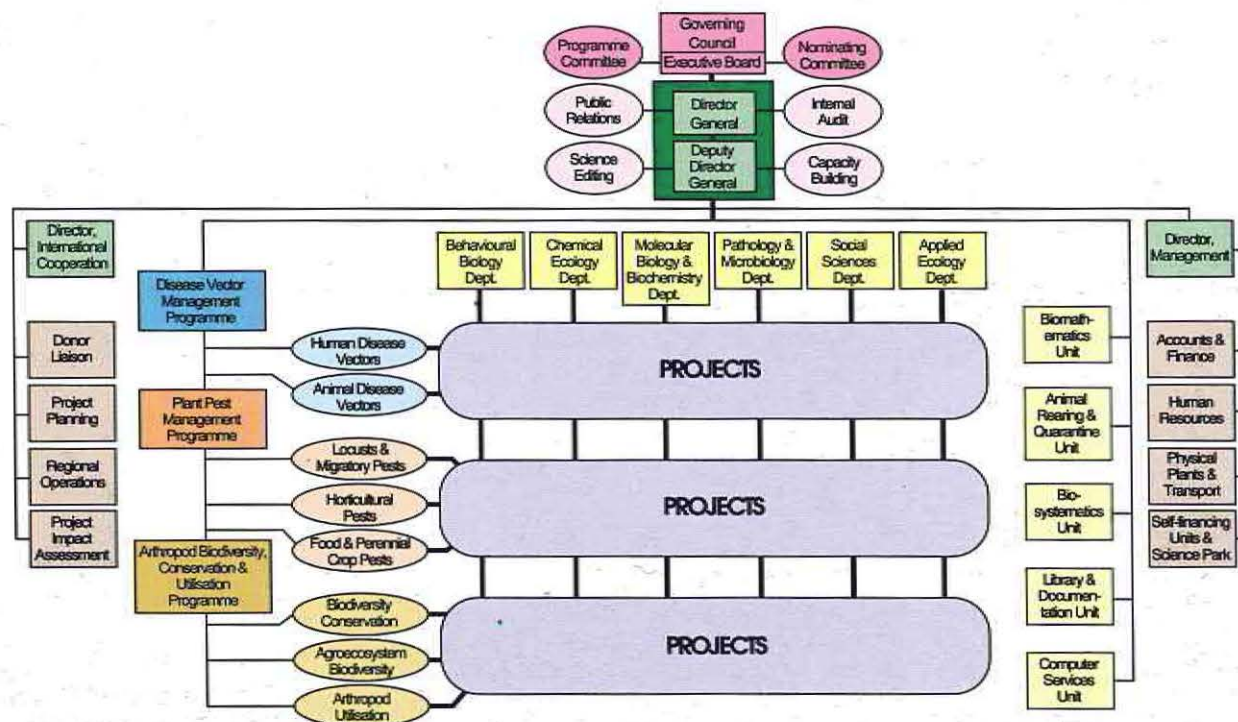 Governing
Council
Executive Board
Programme
Committee
Nominating
Committee
Public
Relations
Director
General
Internal
Audit
Science
Editing
Deputy
Director
General
Capacity
Building
Director,
International
Cooperation
Donor
Liaison
Project
Planning
Regional
Operations
Project
Impact
Assessment
Disease Vector
Management
Programme
Plant Pest
Management
Programme
Arthropod Biodiversity,
Conservation &
Utilisation
Programme
Behavioural
Biology
Dept.
Chemical
Ecology
Dept.
Molecular
Biology &
Biochemistry
Dept.
Pathology &
Microbiology
Dept.
Social
Sciences
Dept.
Applied
Ecology
Dept.
Human Disease
Vectors
Animal Disease
Vectors
PROJECTS
Locusts &
Migratory Pests
Horticultural
Pests
Food & Perennial
Crop Pests
PROJECTS
Biodiversity
Conservation
Agroecosystem
Biodiversity
Arthropod
Utilisation
PROJECTS
Biomath-
ematics
Unit
Animal
Rearing &
Quarantine
Unit
Bio-
systematics
Unit
Library &
Documen-
tation Unit
Computer
Services
Unit
Director,
Management
Accounts &
Finance
Human
Resources
Physical
Plants &
Transport
Self-financing
Units &
Science Park